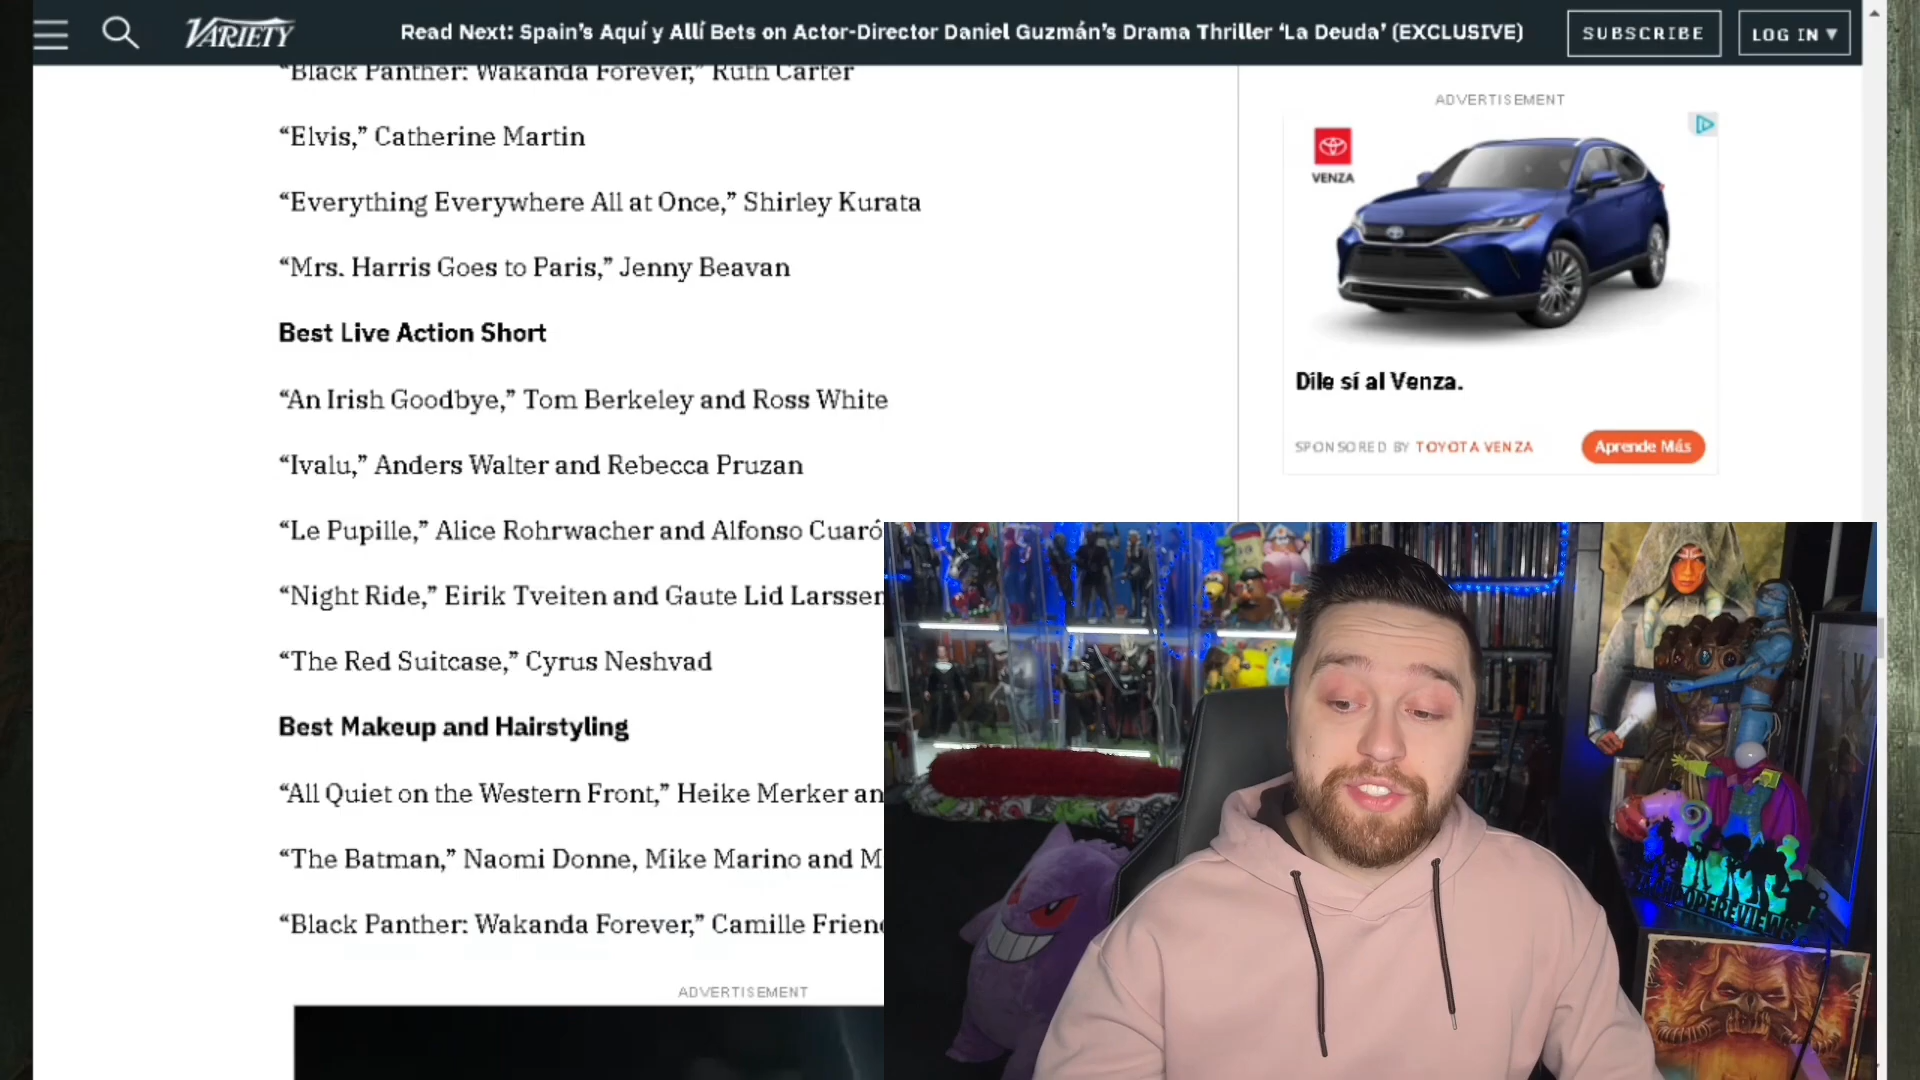 VARIETY
Read Next: Spain’s Aquí y Allí Bets on Actor-Director Daniel Guzmán’s Drama Thriller ‘La Deuda’ (EXCLUSIVE)
SUBSCRIBE
LOG IN ▼
“Black Panther: Wakanda Forever,” Ruth Carter
“Elvis,” Catherine Martin
“Everything Everywhere All at Once,” Shirley Kurata
“Mrs. Harris Goes to Paris,” Jenny Beavan
Best Live Action Short
“An Irish Goodbye,” Tom Berkeley and Ross White
“Ivalu,” Anders Walter and Rebecca Pruzan
“Le Pupille,” Alice Rohrwacher and Alfonso Cuaró
“Night Ride,” Eirik Tveiten and Gaute Lid Larssen
“The Red Suitcase,” Cyrus Neshvad
Best Makeup and Hairstyling
“All Quiet on the Western Front,” Heike Merker an
“The Batman,” Naomi Donne, Mike Marino and M
“Black Panther: Wakanda Forever,” Camille Friend
ADVERTISEMENT
ADVERTISEMENT
VENZA
Dile sí al Venza.
SPONSORED BY TOYOTA VENZA
Aprende Más